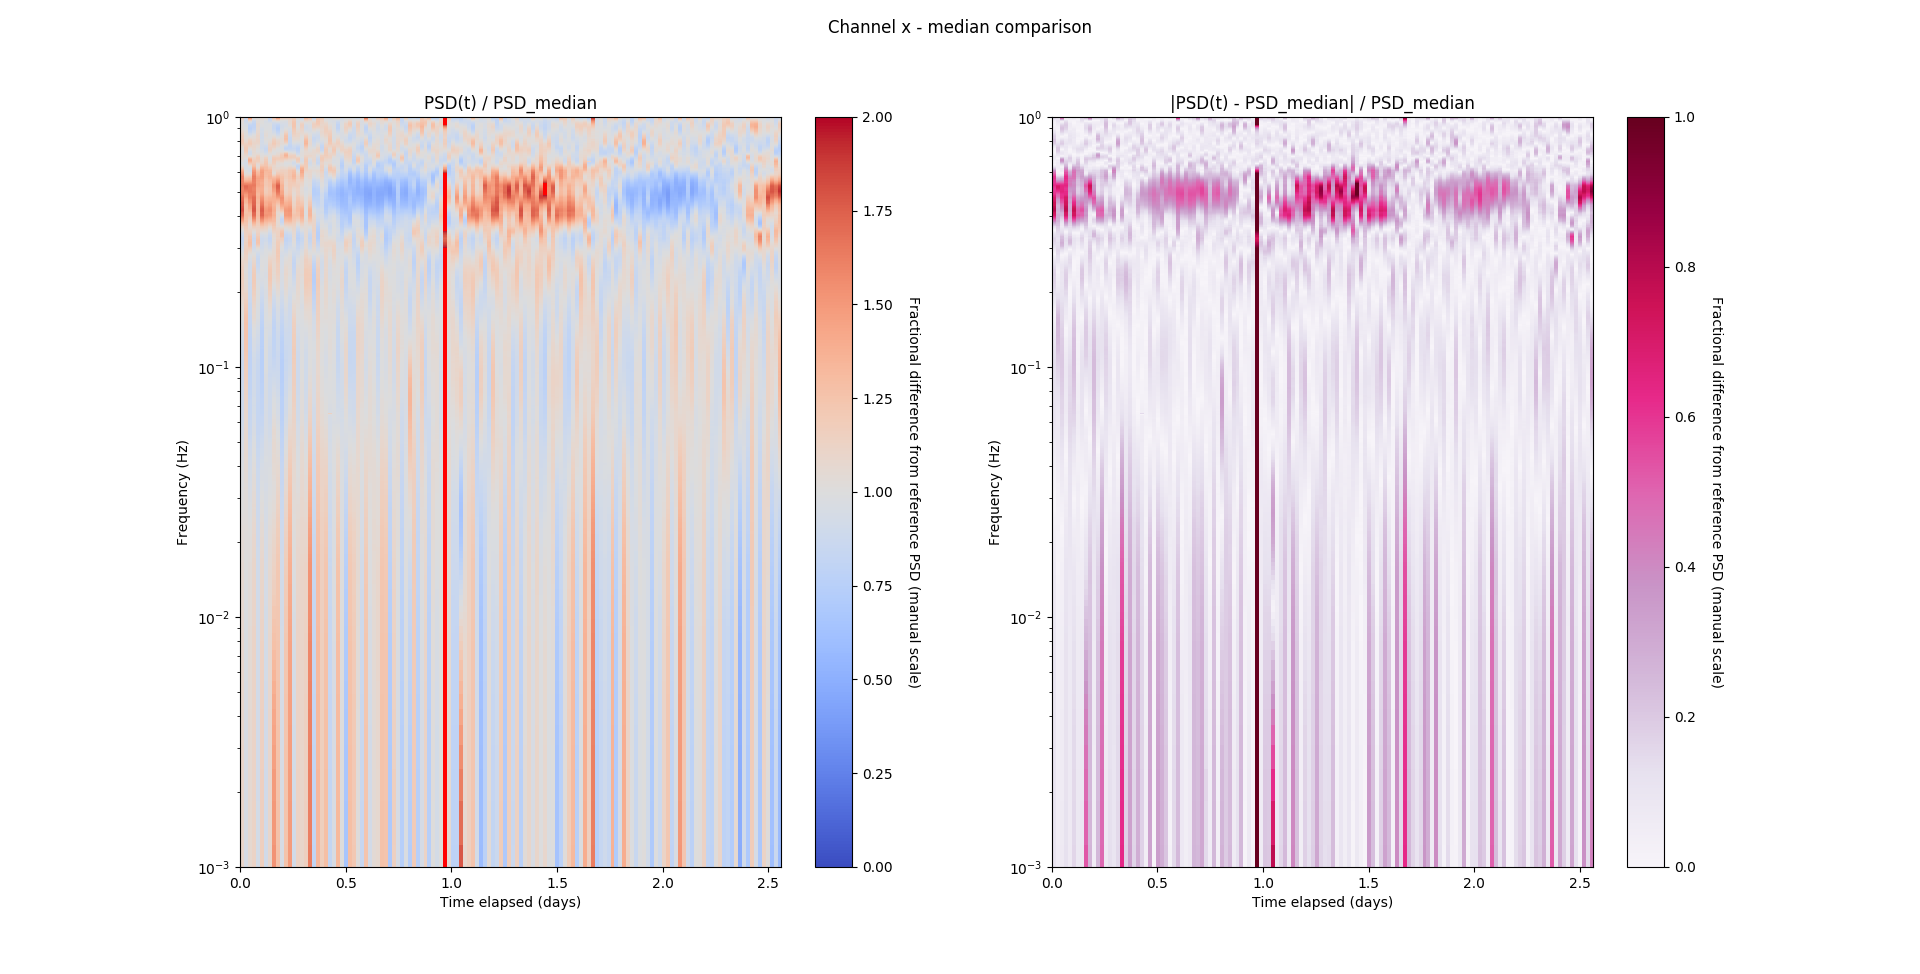 Channel x - median comparison
PSD(t) / PSD_median
10⁰
10⁻¹
10⁻²
10⁻³
Frequency (Hz)
0.0 0.5 1.0 1.5 2.0 2.5
Time elapsed (days)
2.00
1.75
1.50
1.25
1.00
0.75
0.50
0.25
0.00
Fractional difference from reference PSD (manual scale)
|PSD(t) - PSD_median| / PSD_median
10⁰
10⁻¹
10⁻²
10⁻³
Frequency (Hz)
0.0 0.5 1.0 1.5 2.0 2.5
Time elapsed (days)
1.0
0.8
0.6
0.4
0.2
0.0
Fractional difference from reference PSD (manual scale)